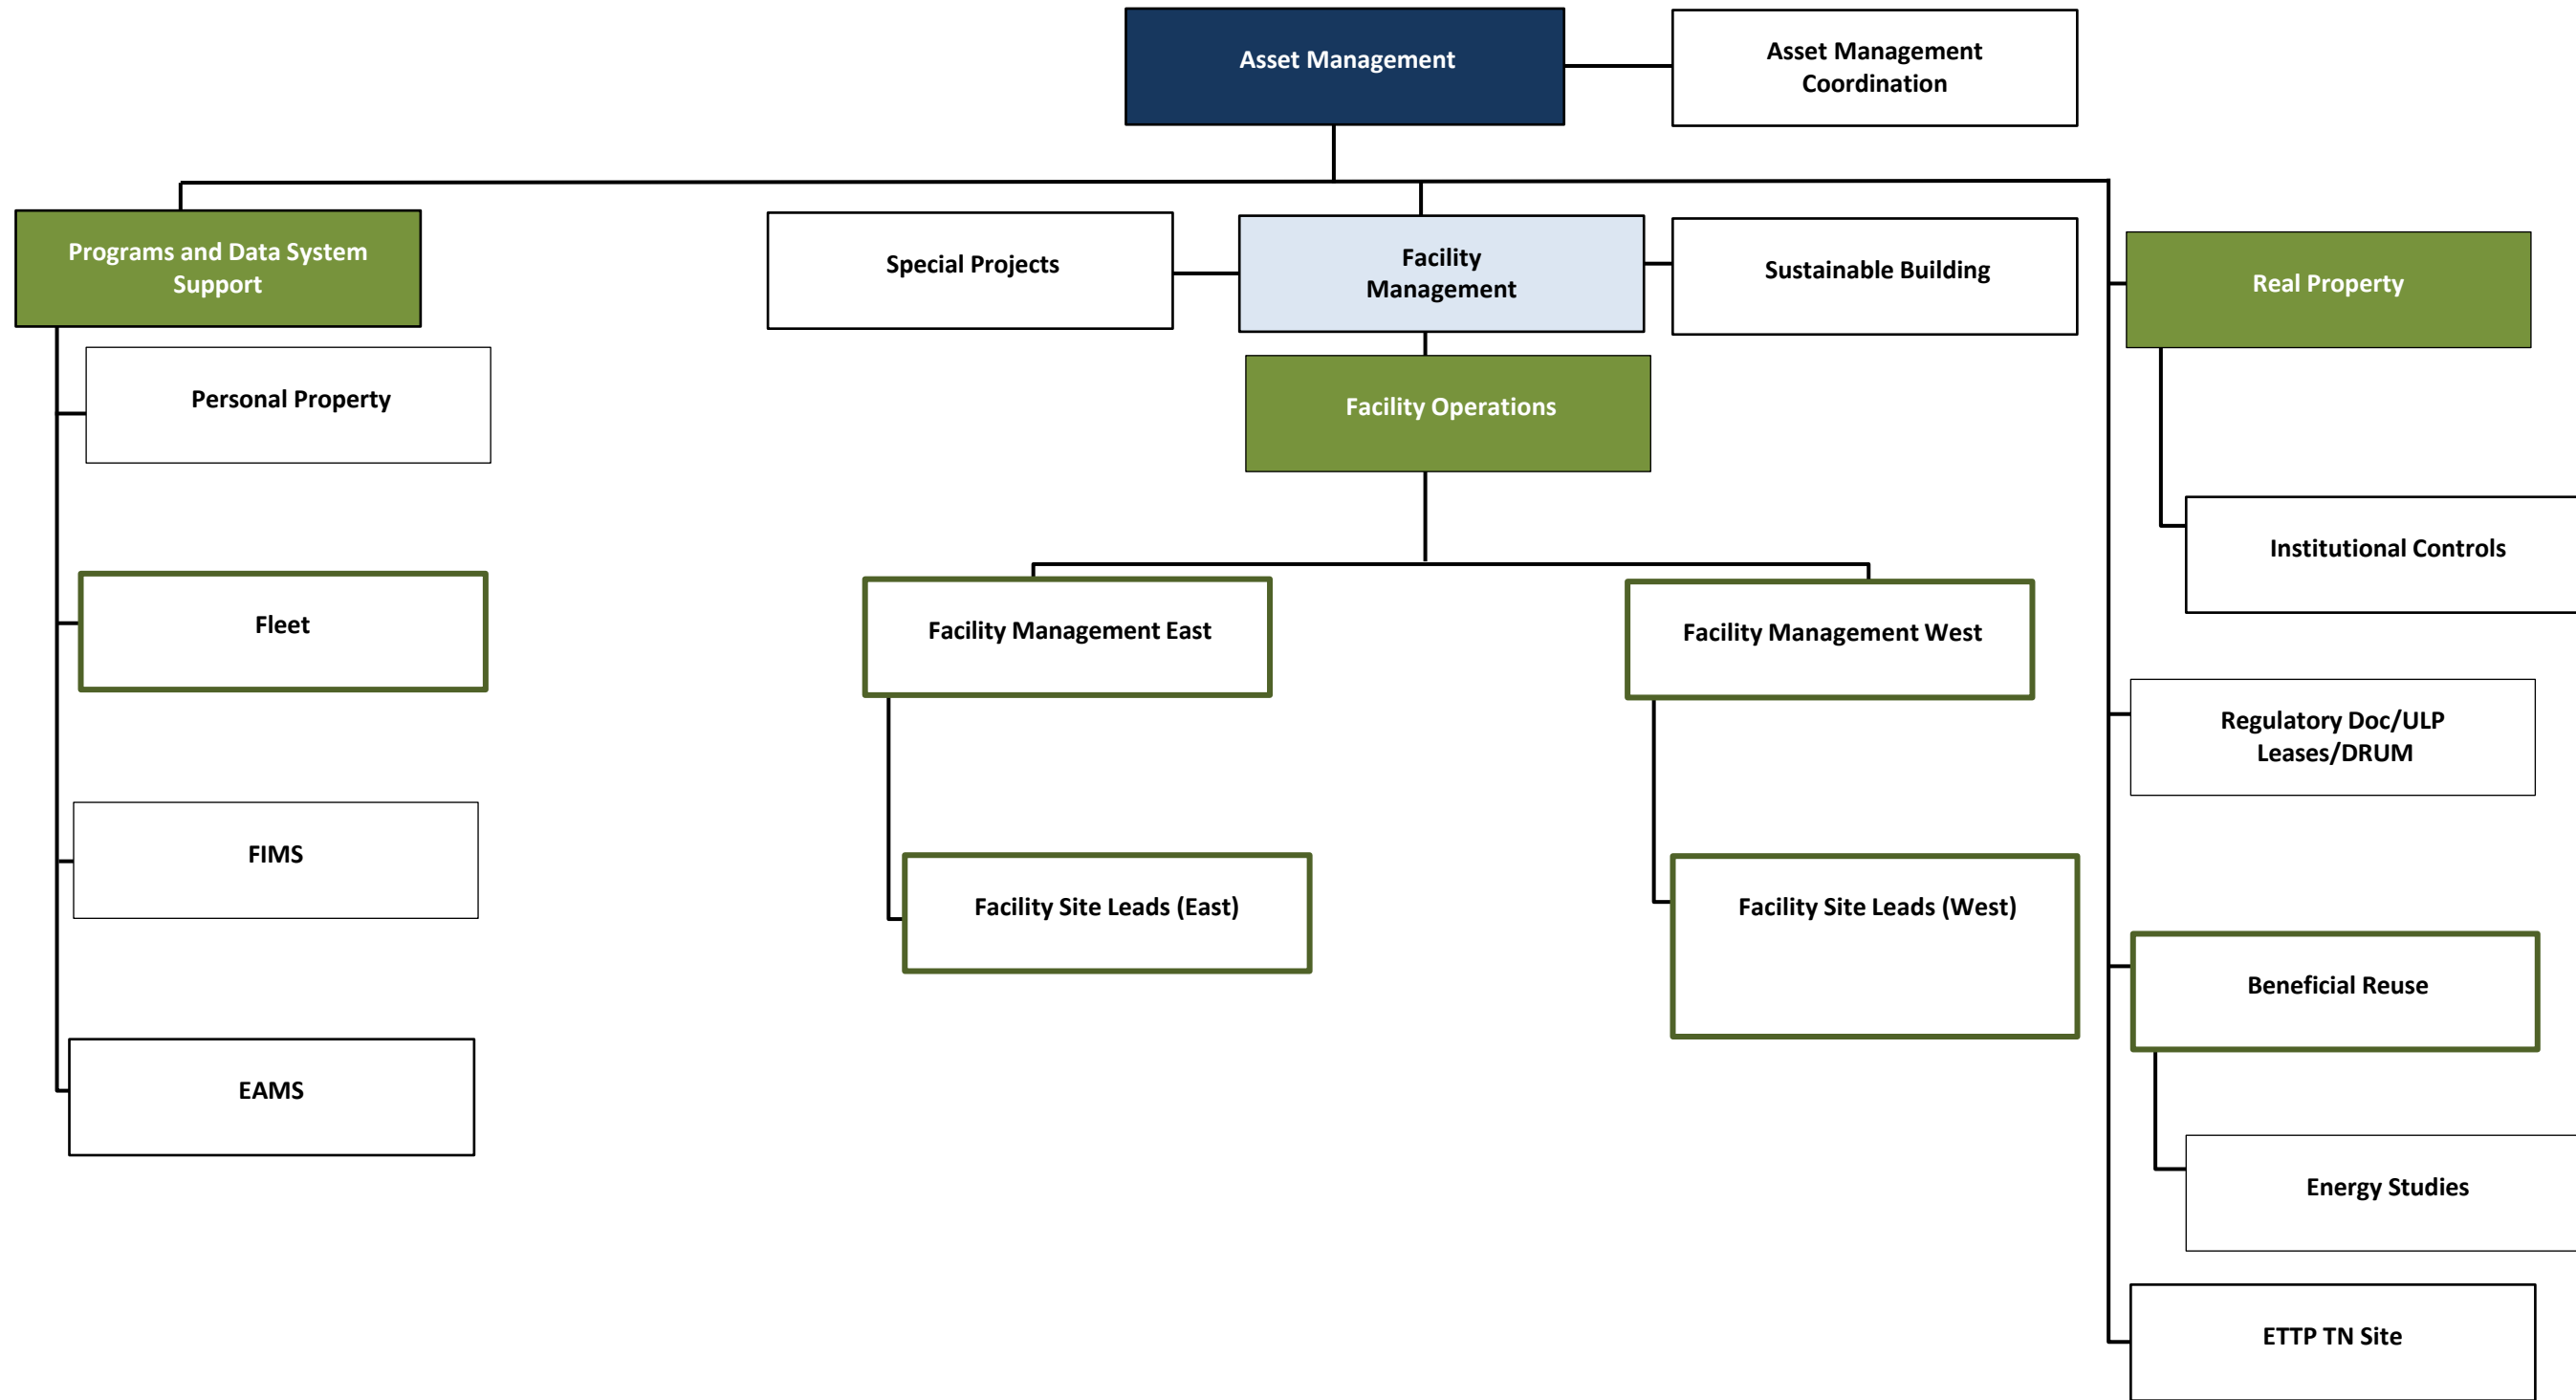 Asset Management
Asset Management
Coordination
Programs and Data System
Support
Special Projects
Facility
Management
Sustainable Building
Real Property
Personal Property
Facility Operations
Institutional Controls
Fleet
Facility Management East
Facility Management West
Regulatory Doc/ULP
Leases/DRUM
FIMS
Facility Site Leads (East)
Facility Site Leads (West)
Beneficial Reuse
EAMS
Energy Studies
ETTP TN Site